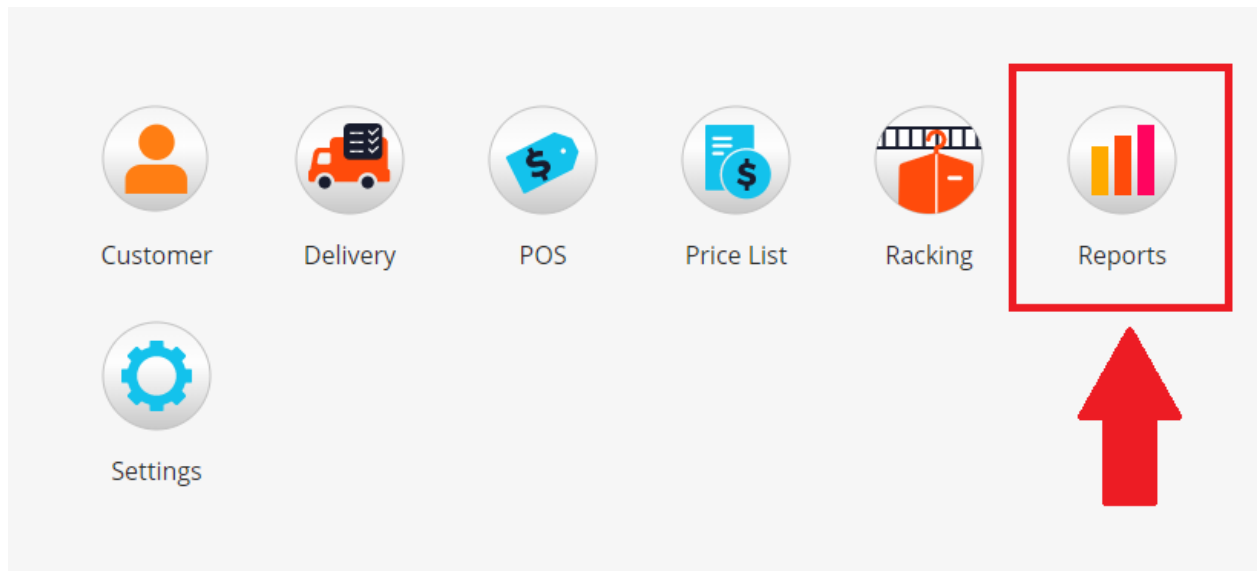 Customer
Delivery
POS
Price List
Racking
Reports
Settings